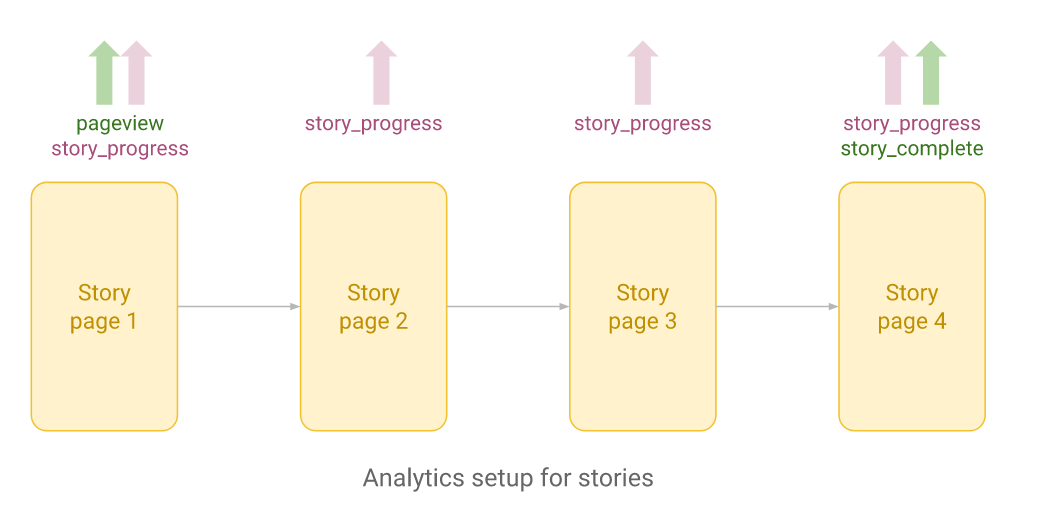 pageview
story_progress
story_progress
story_progress
story_progress
story_complete
Story
page 1
Story
page 2
Story
page 3
Story
page 4
Analytics setup for stories